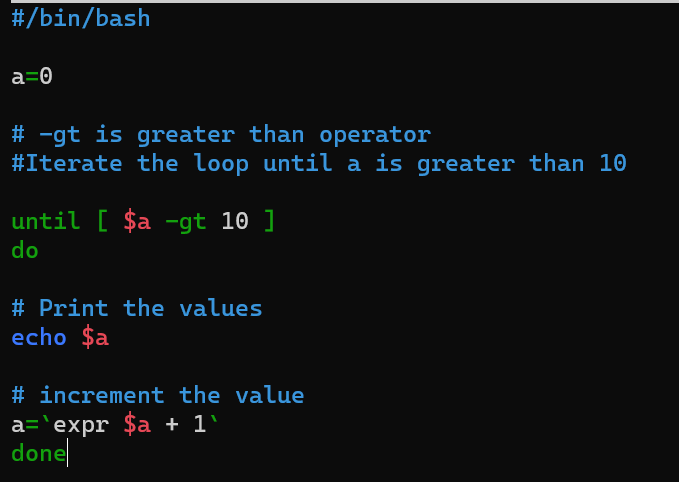 #/bin/bash
a=0
# -gt is greater than operator
#Iterate the loop until a is greater than 10
until [ $a -gt 10 ]
do
# Print the values
echo $a
# increment the value
a=`expr $a + 1`
done